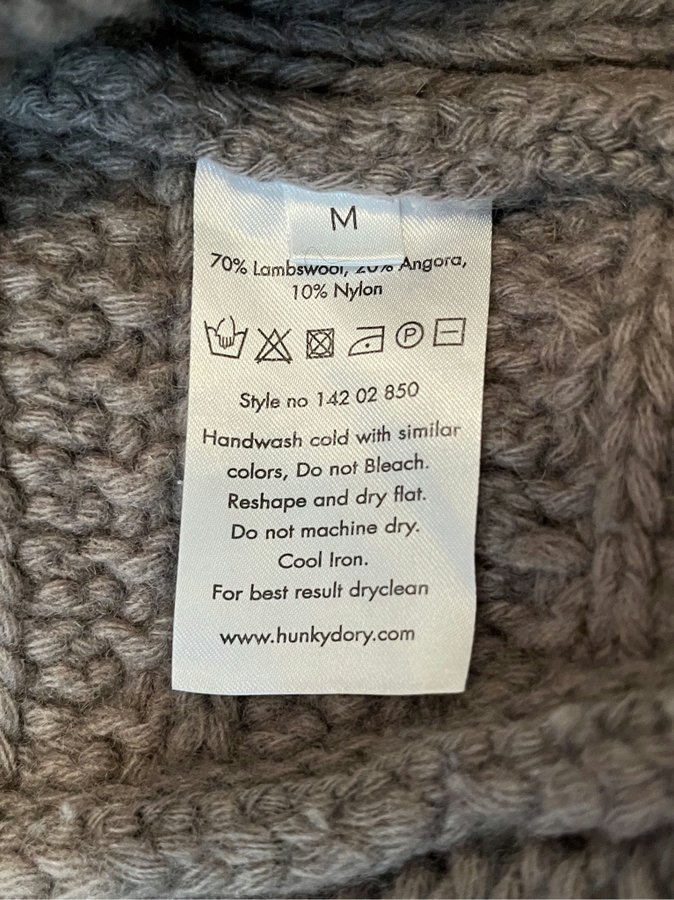 M
70% Lambswool, 20% Angora,
10% Nylon
P
Style no 142 02 850
Handwash cold with similar
colors, Do not Bleach.
Reshape and dry flat.
Do not machine dry.
Cool Iron.
For best result dryclean
www.hunkydory.com